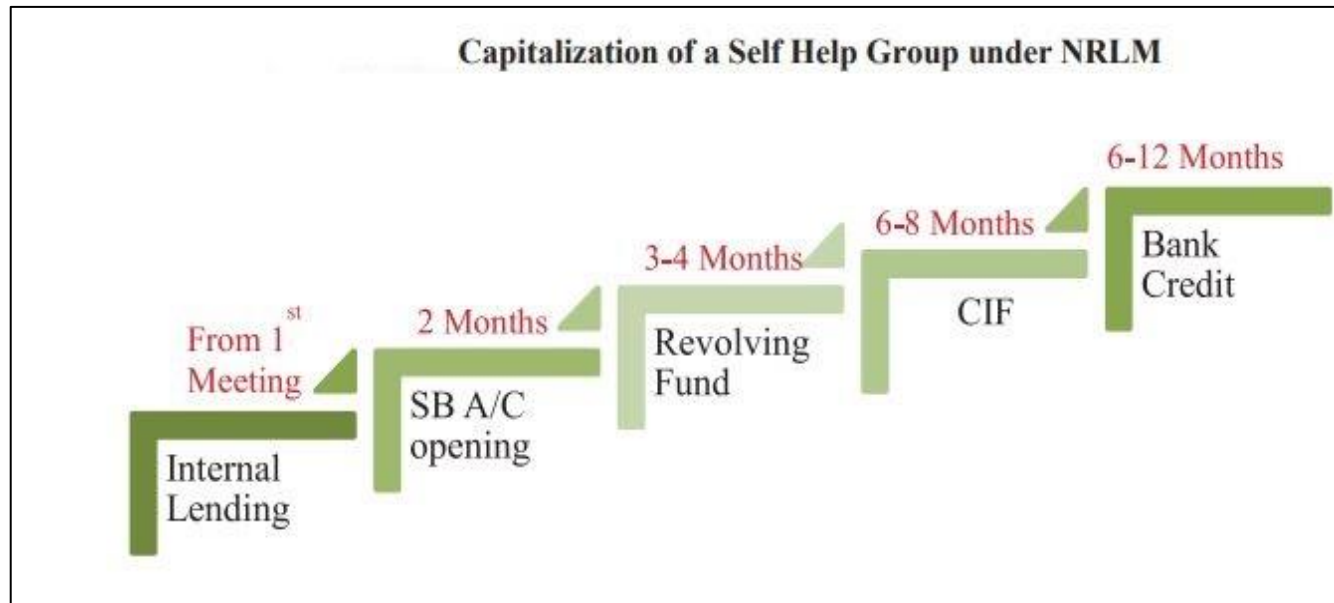 Capitalization of a Self Help Group under NRLM
From 1st
Meeting
Internal
Lending
2 Months
SB A/C
opening
3-4 Months
Revolving
Fund
6-8 Months
CIF
6-12 Months
Bank
Credit